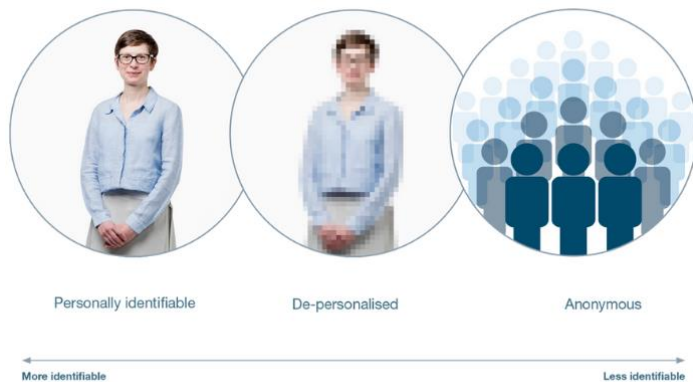 Personally identifiable
De-personalised
Anonymous
More identifiable
Less identifiable